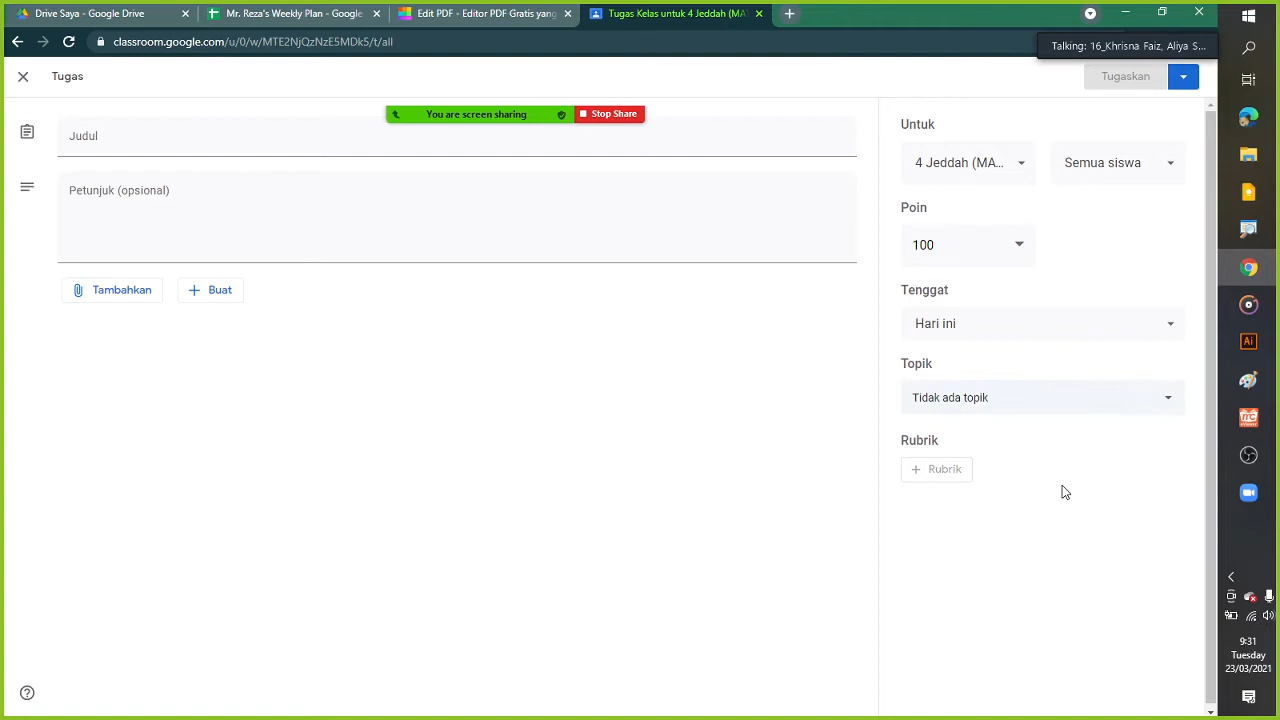 Drive Saya - Google Drive
Mr. Reza's Weekly Plan - Google
Edit PDF - Editor PDF Gratis yang
Tugas Kelas untuk 4 Jeddah (MA
classroom.google.com/u/0/w/MTE2NjQzNzE5MDk5/t/all
Talking: 16_Khrisna Faiz, Aliya S...
Tugas
Tugaskan
You are screen sharing
Stop Share
Judul
Petunjuk (opsional)
Tambahkan
Buat
Untuk
4 Jeddah (MA...
Semua siswa
Poin
100
Tenggat
Hari ini
Topik
Tidak ada topik
Rubrik
+ Rubrik
Ai
9:31
Tuesday
23/03/2021